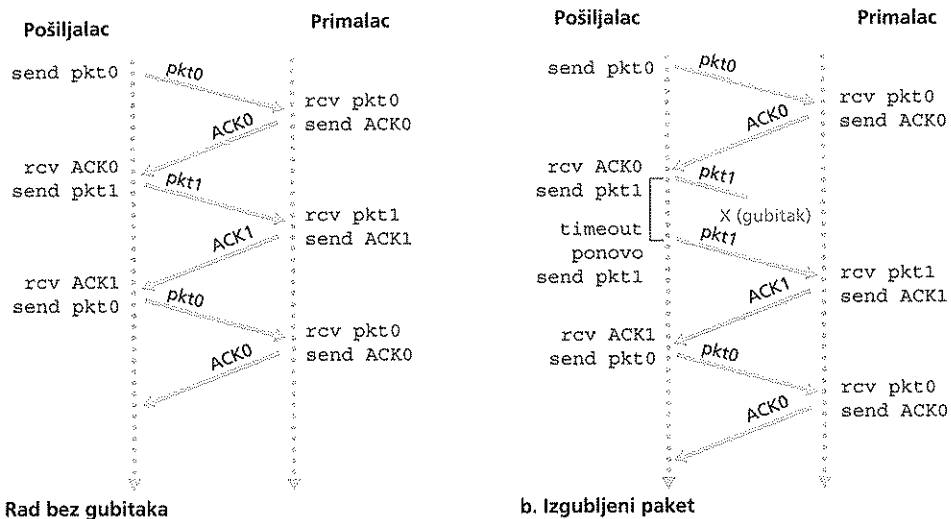 Pošiljalac
Primalac
send pkt0
pkt0
rcv pkt0
send ACK0
ACK0
rcv ACK0
send pkt1
pkt1
rcv pkt1
send ACK1
ACK1
rcv ACK1
send pkt0
pkt0
rcv pkt0
send ACK0
ACK0
Rad bez gubitaka
Pošiljalac
Primalac
send pkt0
pkt0
rcv pkt0
send ACK0
ACK0
rcv ACK0
send pkt1
pkt1
X (gubitak)
timeout
ponovo
send pkt1
pkt1
rcv pkt1
send ACK1
ACK1
rcv ACK1
send pkt0
pkt0
rcv pkt0
send ACK0
ACK0
b. Izgubljeni paket